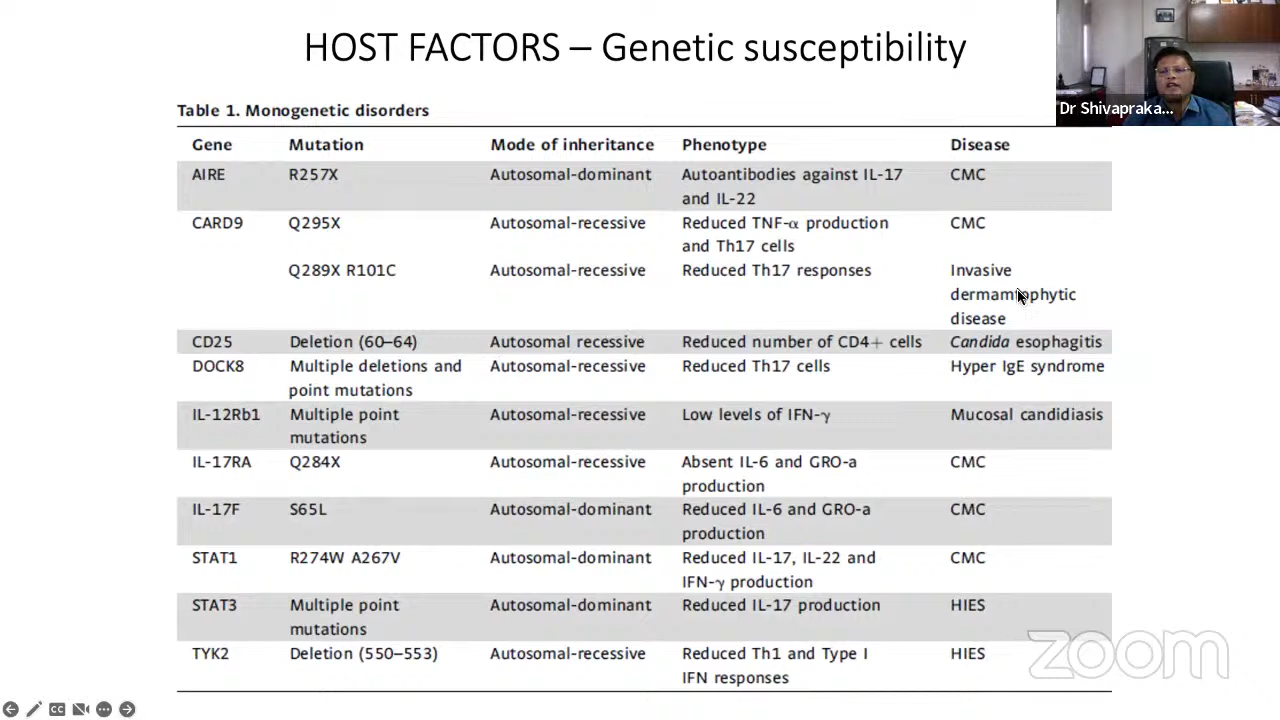 HOST FACTORS – Genetic susceptibility
Dr Shivapraka...
Table 1. Monogenetic disorders
Gene Mutation Mode of inheritance Phenotype Disease
AIRE R257X Autosomal-dominant Autoantibodies against IL-17 CMC
and IL-22
CARD9 Q295X Autosomal-recessive Reduced TNF-α production CMC
and Th17 cells
Q289X R101C Autosomal-recessive Reduced Th17 responses Invasive
disease
CD25 Deletion (60–64) Autosomal recessive Reduced number of CD4+ cells Candida esophagitis
DOCK8 Multiple deletions and Autosomal-recessive Reduced Th17 cells Hyper IgE syndrome
point mutations
IL-12Rb1 Multiple point Autosomal-recessive Low levels of IFN-γ Mucosal candidiasis
mutations
IL-17RA Q284X Autosomal-recessive Absent IL-6 and GRO-a CMC
production
IL-17F S65L Autosomal-dominant Reduced IL-6 and GRO-a CMC
production
STAT1 R274W A267V Autosomal-dominant Reduced IL-17, IL-22 and CMC
IFN-γ production
STAT3 Multiple point Autosomal-dominant Reduced IL-17 production HIES
mutations
TYK2 Deletion (550–553) Autosomal-recessive Reduced Th1 and Type I HIES
IFN responses
zoom
CC